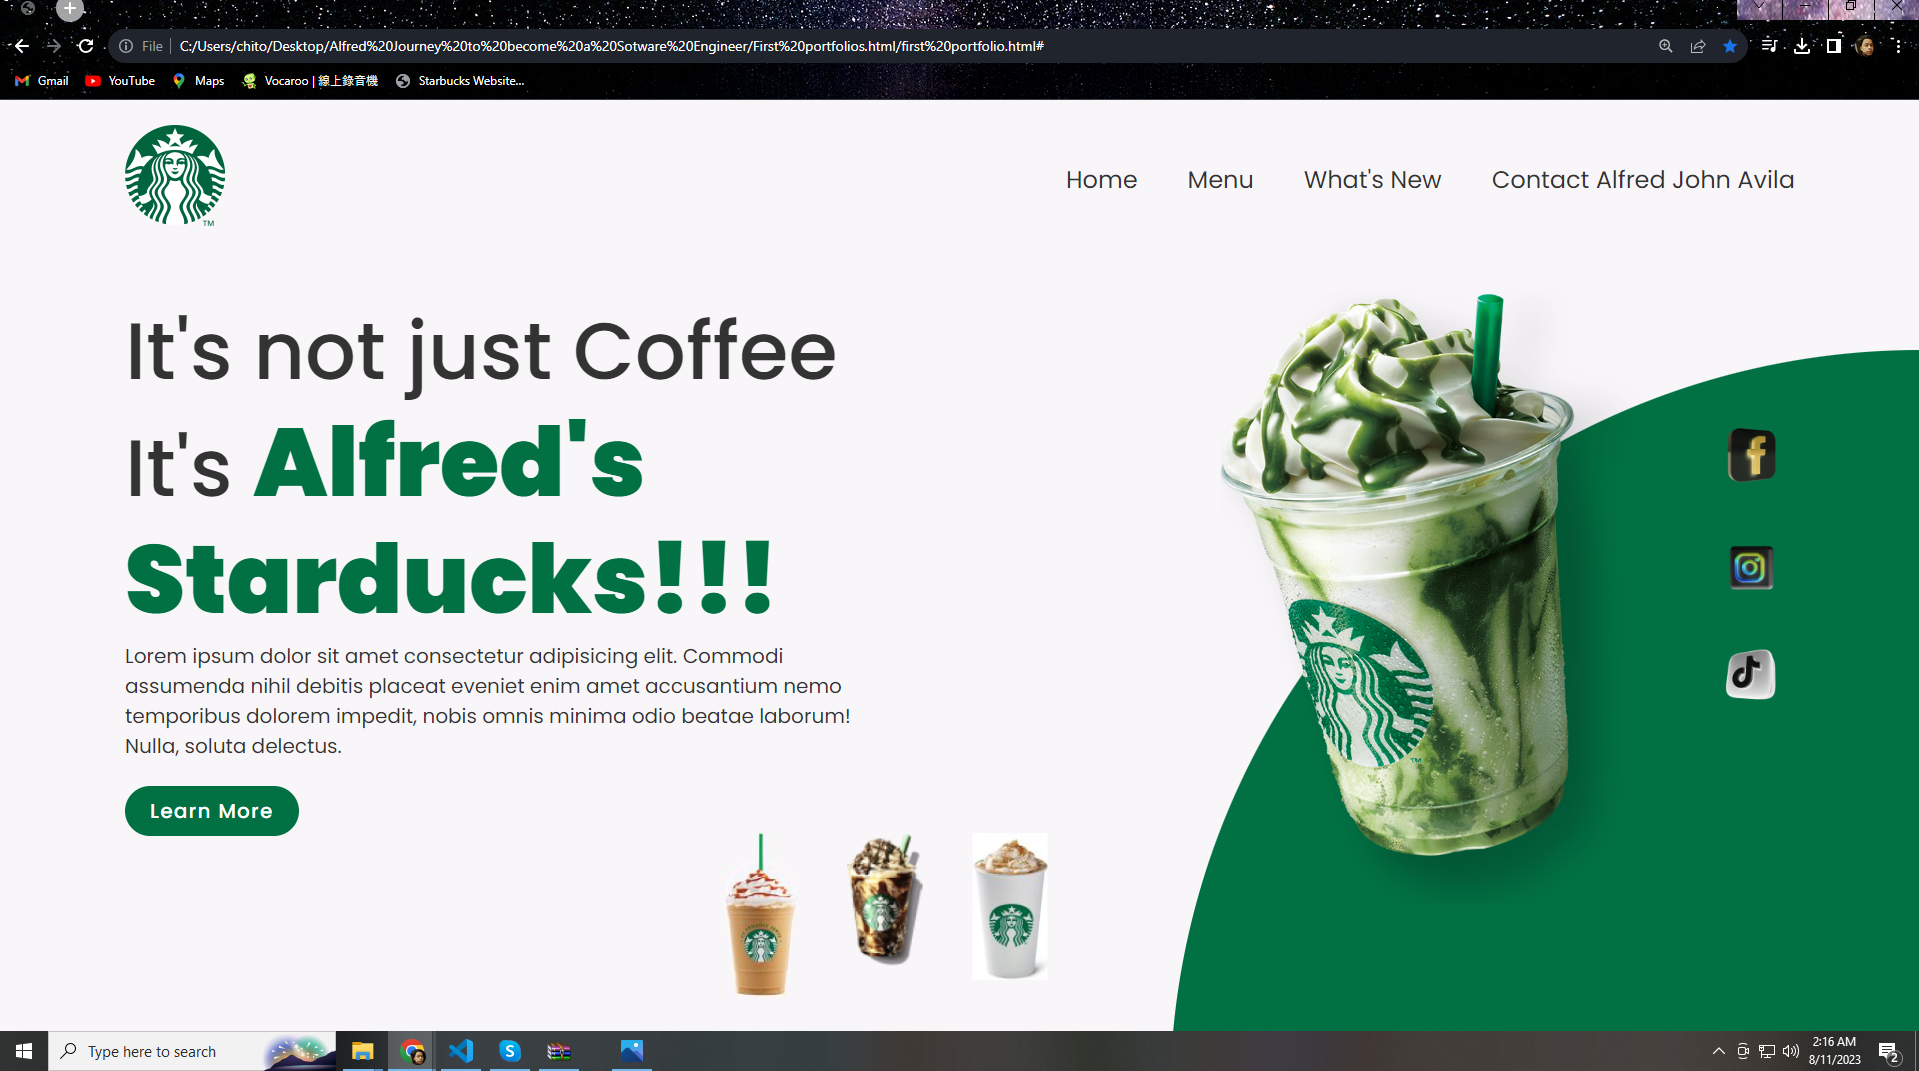 File
C:/Users/chito/Desktop/Alfred%20Journey%20to%20become%20a%20Sotware%20Engineer/First%20portfolios.html/first%20portfolio.html#
Gmail
YouTube
Maps
Vocaroo | 線上錄音機
Starbucks Website...
TM
Home
Menu
What's New
Contact Alfred John Avila
It's not just Coffee
It's Alfred's
Starducks!!!
Lorem ipsum dolor sit amet consectetur adipisicing elit. Commodi
assumenda nihil debitis placeat eveniet enim amet accusantium nemo
temporibus dolorem impedit, nobis omnis minima odio beatae laborum!
Nulla, soluta delectus.
Learn More
TM
Type here to search
2:16 AM
8/11/2023
2